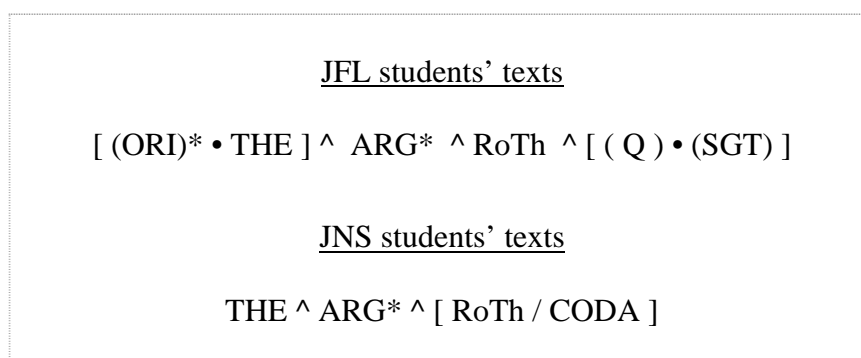 JFL students’ texts
[ (ORI)* • THE ] ^ ARG* ^ RoTh ^ [ ( Q ) • (SGT) ]
JNS students’ texts
THE ^ ARG* ^ [ RoTh / CODA ]